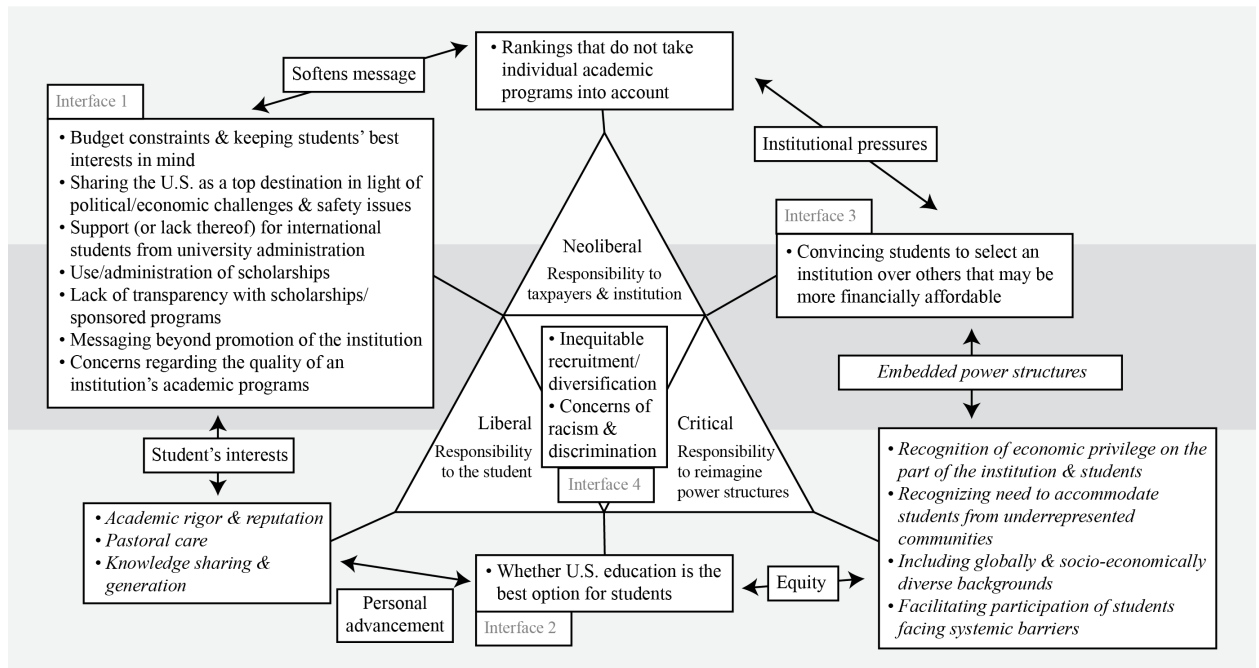 • Rankings that do not take
individual academic
programs into account
Softens message
Interface 1
• Budget constraints & keeping students’ best
interests in mind
• Sharing the U.S. as a top destination in light of
political/economic challenges & safety issues
• Support (or lack thereof) for international
students from university administration
• Use/administration of scholarships
• Lack of transparency with scholarships/
sponsored programs
• Messaging beyond promotion of the institution
• Concerns regarding the quality of an
institution’s academic programs
Institutional pressures
Interface 3
• Convincing students to select an
institution over others that may be
more financially affordable
Neoliberal
Responsibility to
taxpayers & institution
• Inequitable
recruitment/
diversification
• Concerns of
racism &
discrimination
Interface 4
Liberal
Responsibility
to the student
Critical
Responsibility
to reimagine
power structures
Embedded power structures
Student’s interests
• Academic rigor & reputation
• Pastoral care
• Knowledge sharing &
generation
Personal
advancement
• Whether U.S. education is the
best option for students
Interface 2
Equity
• Recognition of economic privilege on the
part of the institution & students
• Recognizing need to accommodate
students from underrepresented
communities
• Including globally & socio-economically
diverse backgrounds
• Facilitating participation of students
facing systemic barriers